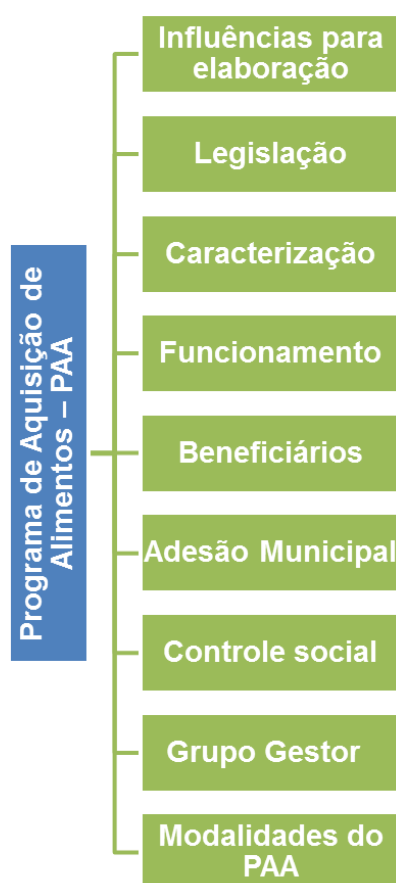 Programa de Aquisição de
Alimentos – PAA
Influências para
elaboração
Legislação
Caracterização
Funcionamento
Beneficiários
Adesão Municipal
Controle social
Grupo Gestor
Modalidades do
PAA